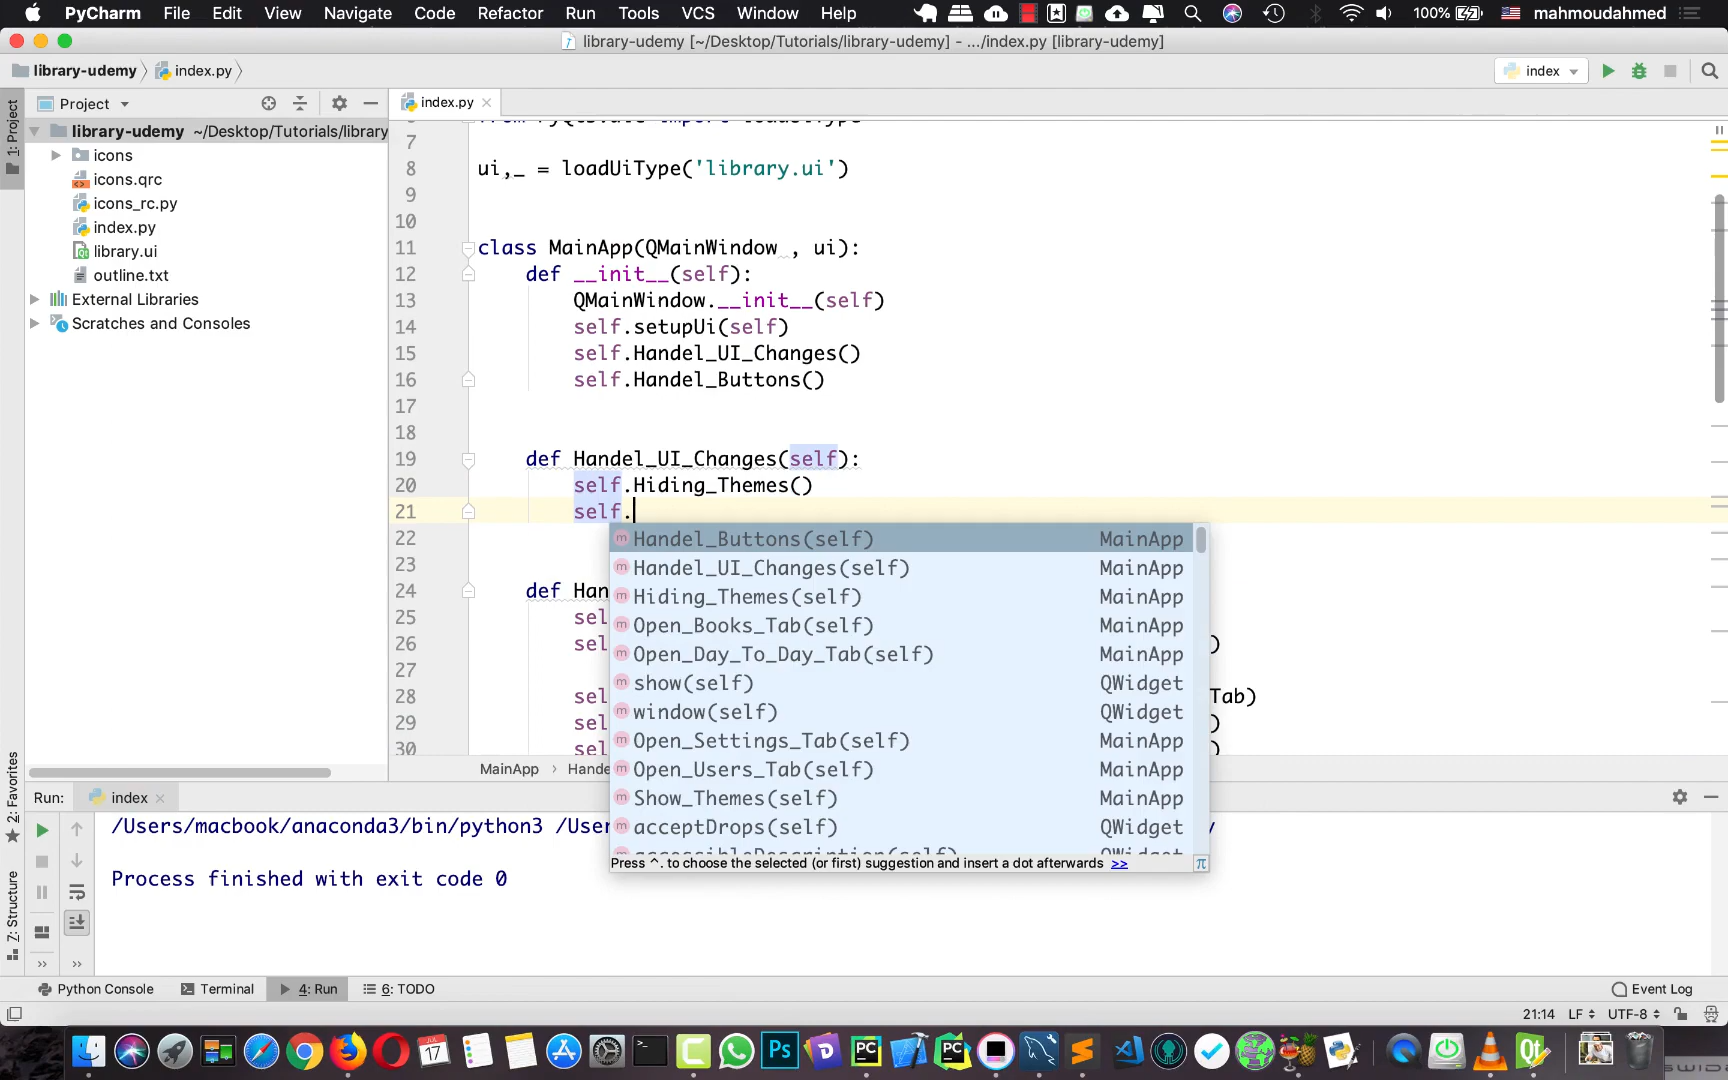 PyCharm File Edit View Navigate Code Refactor Run Tools VCS Window Help 100% mahmoudahmed
library-udemy [~/Desktop/Tutorials/library-udemy] - .../index.py [library-udemy]
library-udemy index.py index
1: Project
Project
index.py
library-udemy ~/Desktop/Tutorials/library
icons
icons.qrc
icons_rc.py
index.py
library.ui
outline.txt
External Libraries
Scratches and Consoles
7
8 ui,_ = loadUiType('library.ui')
9
10
11 class MainApp(QMainWindow , ui):
12 def __init__(self):
13 QMainWindow.__init__(self)
14 self.setupUi(self)
15 self.Handel_UI_Changes()
16 self.Handel_Buttons()
17
18
19 def Handel_UI_Changes(self):
20 self.Hiding_Themes()
21 self.
22
23
24 def Han
25 sel
26 sel )
27
28 sel Tab)
29 sel )
30 sel )
Handel_Buttons(self) MainApp
Handel_UI_Changes(self) MainApp
Hiding_Themes(self) MainApp
Open_Books_Tab(self) MainApp
Open_Day_To_Day_Tab(self) MainApp
show(self) QWidget
window(self) QWidget
Open_Settings_Tab(self) MainApp
Open_Users_Tab(self) MainApp
Show_Themes(self) MainApp
acceptDrops(self) QWidget
Press ^. to choose the selected (or first) suggestion and insert a dot afterwards >> π
MainApp › Hande
2: Favorites
7: Structure
Run: index
/Users/macbook/anaconda3/bin/python3 /User y
Process finished with exit code 0
Python Console Terminal 4: Run 6: TODO Event Log
21:14 LF UTF-8
17 Ps D PC PC Qt